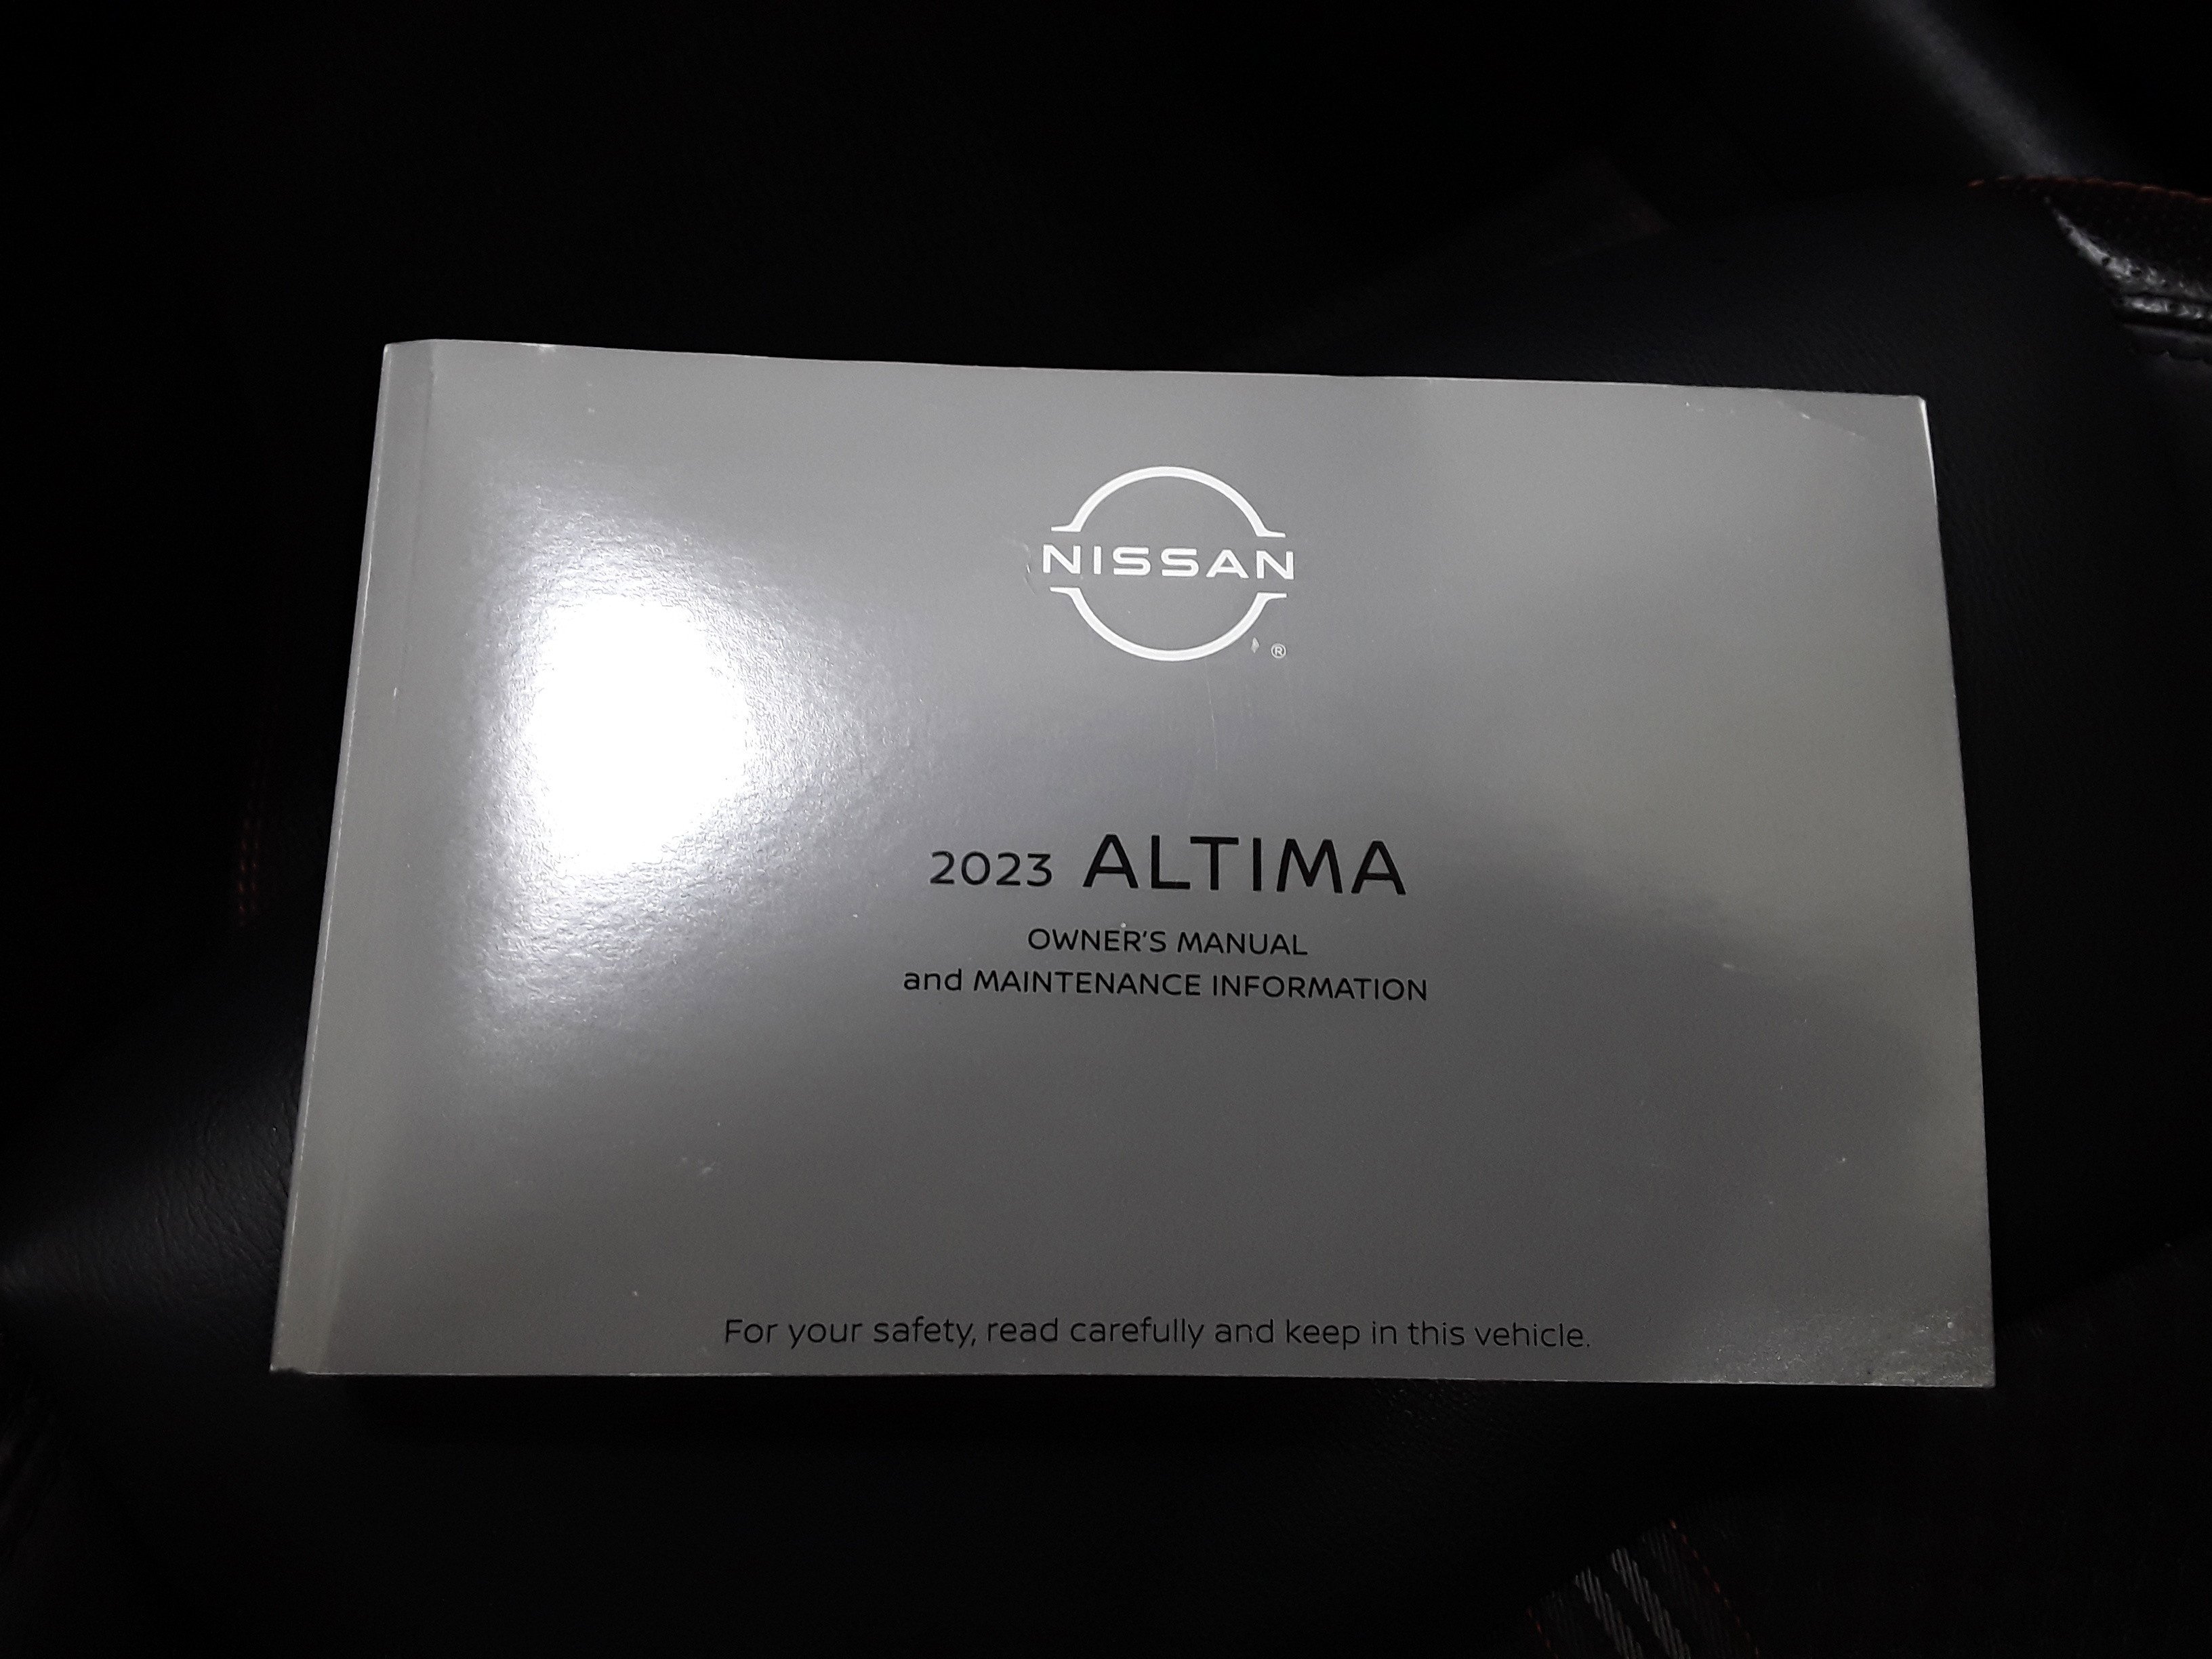 NISSAN
®
2023 ALTIMA
OWNER'S MANUAL
and MAINTENANCE INFORMATION
For your safety, read carefully and keep in this vehicle.